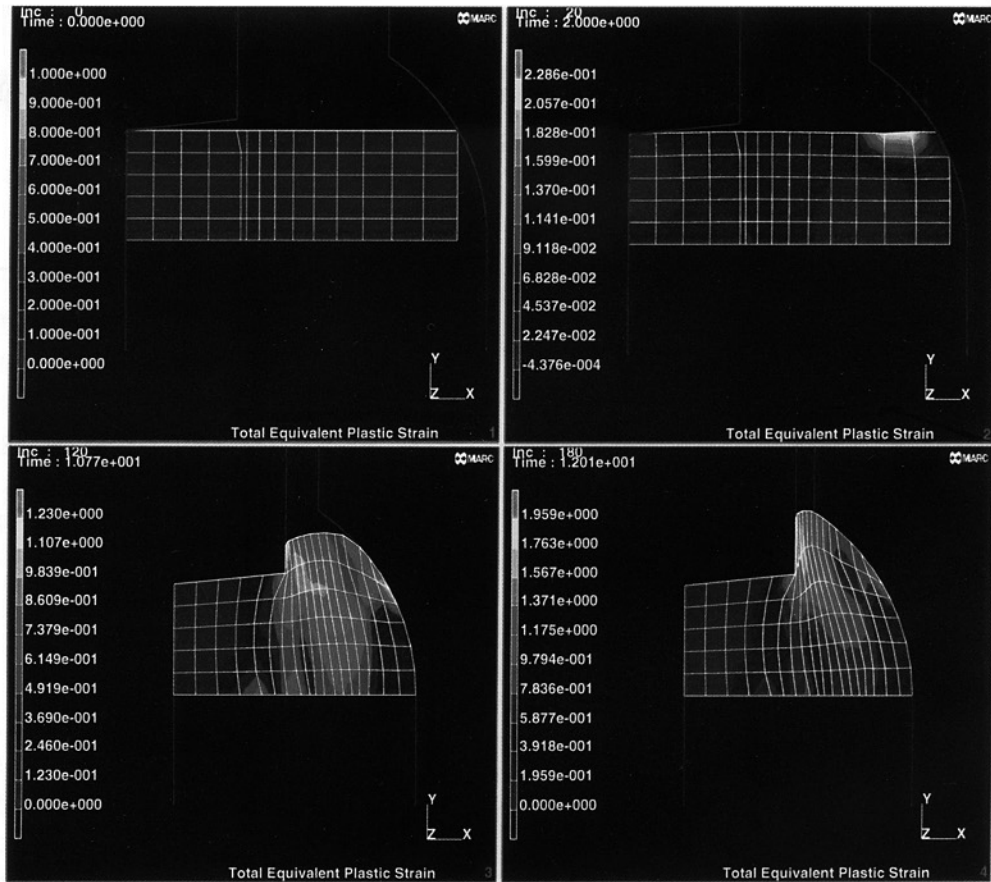 Inc : 0
Time : 0.000e+000
MARC
1.000e+000
9.000e-001
8.000e-001
7.000e-001
6.000e-001
5.000e-001
4.000e-001
3.000e-001
2.000e-001
1.000e-001
0.000e+000
Y
Z X
Total Equivalent Plastic Strain 1
Inc : 20
Time : 2.000e+000
MARC
2.286e-001
2.057e-001
1.828e-001
1.599e-001
1.370e-001
1.141e-001
9.118e-002
6.828e-002
4.537e-002
2.247e-002
-4.376e-004
Y
Z X
Total Equivalent Plastic Strain 2
Inc : 120
Time : 1.077e+001
MARC
1.230e+000
1.107e+000
9.839e-001
8.609e-001
7.379e-001
6.149e-001
4.919e-001
3.690e-001
2.460e-001
1.230e-001
0.000e+000
Y
Z X
Total Equivalent Plastic Strain 3
Inc : 180
Time : 1.201e+001
MARC
1.959e+000
1.763e+000
1.567e+000
1.371e+000
1.175e+000
9.794e-001
7.836e-001
5.877e-001
3.918e-001
1.959e-001
0.000e+000
Y
Z X
Total Equivalent Plastic Strain 4